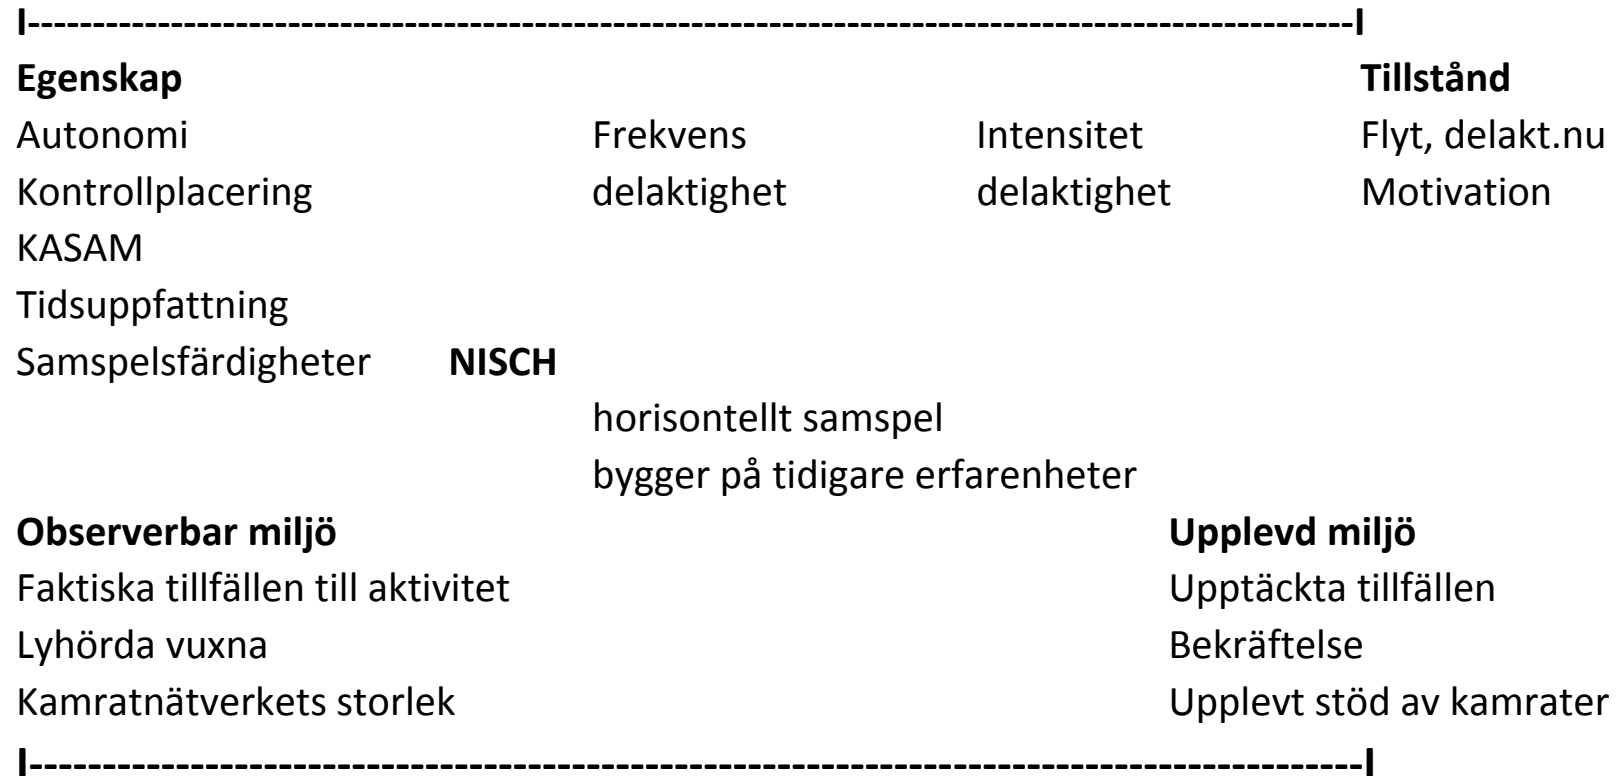 |---------------------------------------------------------------------------------------------|
Egenskap Tillstånd
Autonomi Frekvens Intensitet Flyt, delakt.nu
Kontrollplacering delaktighet delaktighet Motivation
KASAM
Tidsuppfattning
Samspelsfärdigheter NISCH
horisontellt samspel
bygger på tidigare erfarenheter
Observerbar miljö Upplevd miljö
Faktiska tillfällen till aktivitet Upptäckta tillfällen
Lyhörda vuxna Bekräftelse
Kamratnätverkets storlek Upplevt stöd av kamrater
|---------------------------------------------------------------------------------------------|